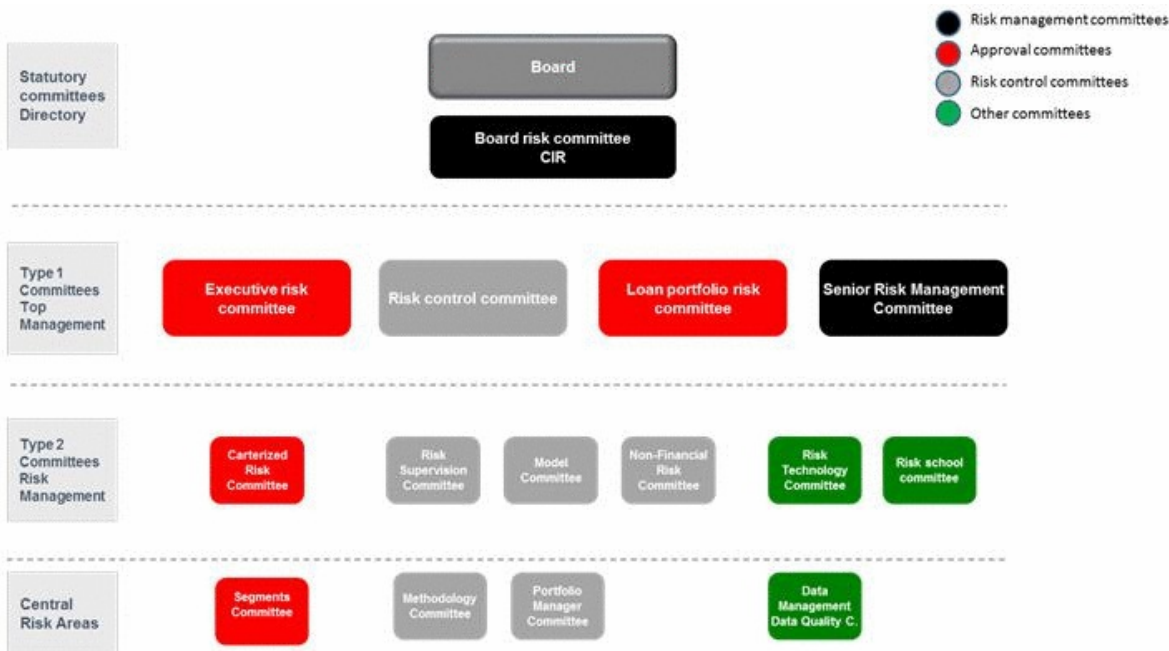 Risk management committees
Approval committees
Risk control committees
Other committees
Statutory
committees
Directory
Board
Board risk committee
CIR
Type 1
Committees
Top
Management
Executive risk
committee
Risk control committee
Loan portfolio risk
committee
Senior Risk Management
Committee
Type 2
Committees
Risk
Management
Carterized
Risk
Committee
Risk
Supervision
Committee
Model
Committee
Non-Financial
Risk
Committee
Risk
Technology
Committee
Risk school
committee
Central
Risk Areas
Segments
Committee
Methodology
Committee
Portfolio
Manager
Committee
Data
Management
Data Quality C.